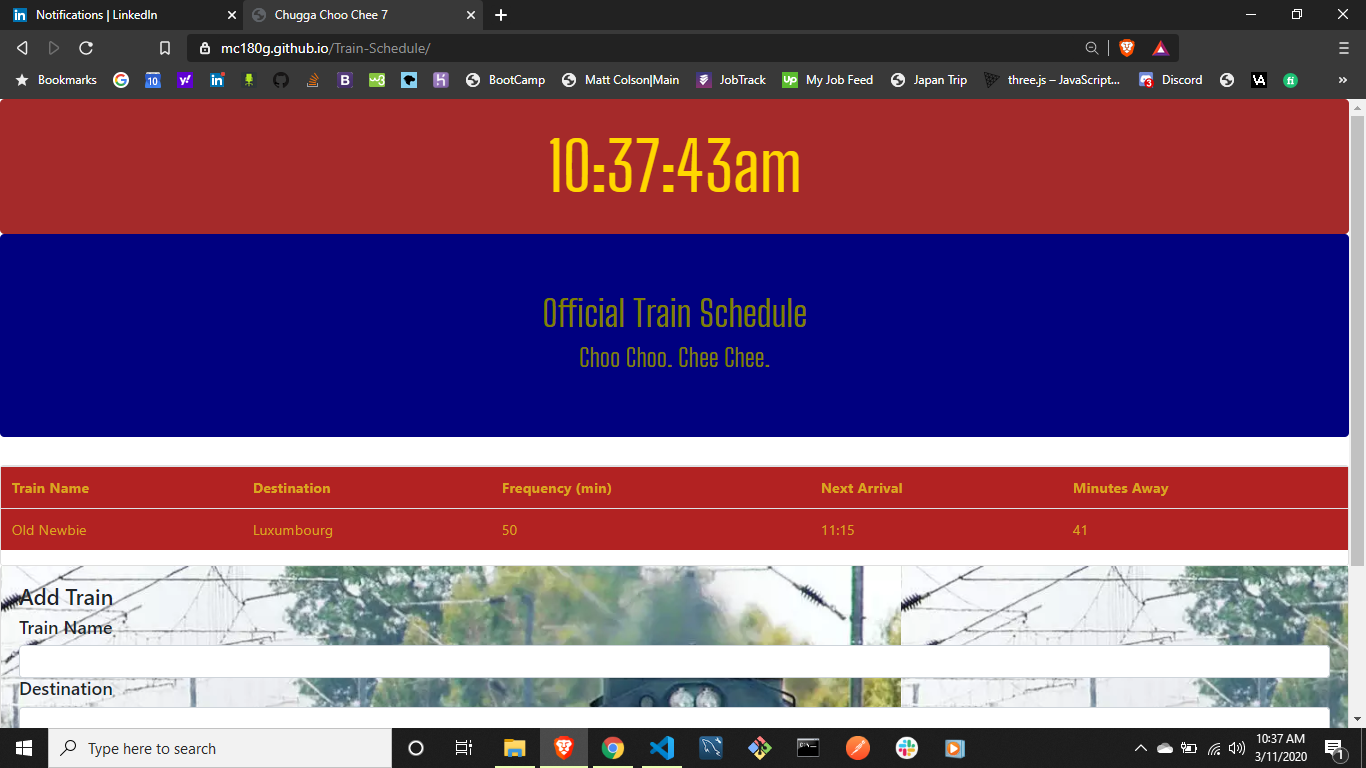 Notifications | LinkedIn
Chugga Choo Chee 7
mc180g.github.io/Train-Schedule/
Bookmarks 10 BootCamp Matt Colson|Main JobTrack Up My Job Feed Japan Trip three.js – JavaScript... 3 Discord
10:37:43am
Official Train Schedule
Choo Choo. Chee Chee.
Train Name Destination Frequency (min) Next Arrival Minutes Away
Old Newbie Luxumbourg 50 11:15 41
Add Train
Train Name
Destination
Type here to search
10:37 AM
3/11/2020
1